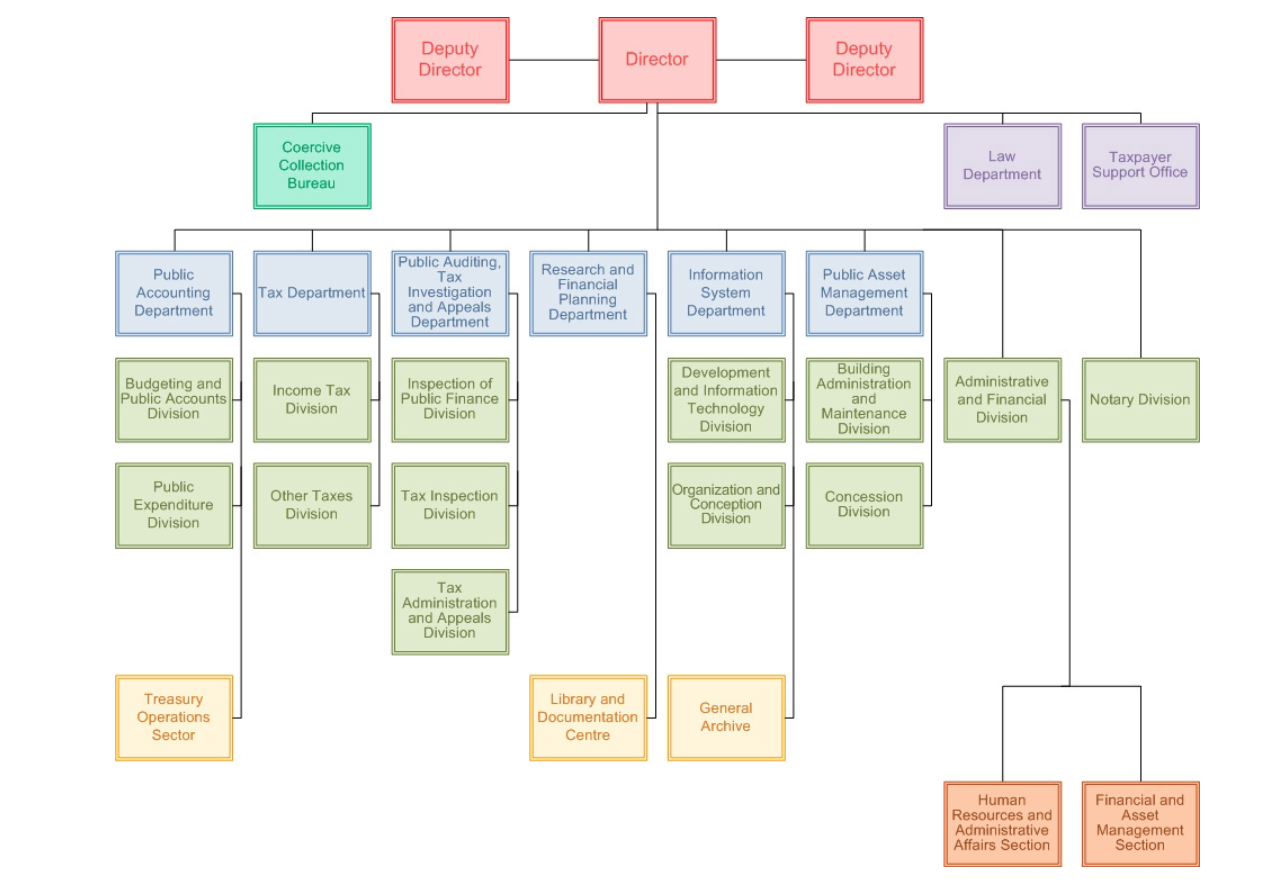 Deputy
Director
Director
Deputy
Director
Coercive
Collection
Bureau
Law
Department
Taxpayer
Support Office
Public
Accounting
Department
Tax Department
Public Auditing,
Tax
Investigation
and Appeals
Department
Research and
Financial
Planning
Department
Information
System
Department
Public Asset
Management
Department
Budgeting and
Public Accounts
Division
Income Tax
Division
Inspection of
Public Finance
Division
Development
and Information
Technology
Division
Building
Administration
and
Maintenance
Division
Administrative
and Financial
Division
Notary Division
Public
Expenditure
Division
Other Taxes
Division
Tax Inspection
Division
Organization and
Conception
Division
Concession
Division
Tax
Administration
and Appeals
Division
Treasury
Operations
Sector
Library and
Documentation
Centre
General
Archive
Human
Resources and
Administrative
Affairs Section
Financial and
Asset
Management
Section